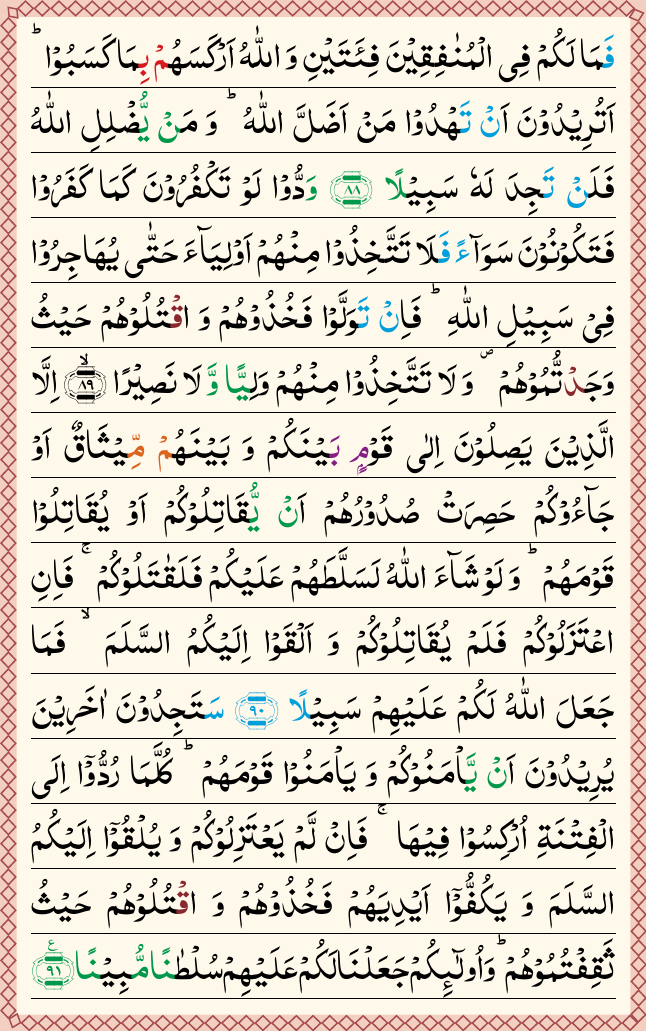 فَمَا لَكُمْ فِی الْمُنٰفِقِیْنَ فِئَتَیْنِ وَ اللّٰهُ اَرْكَسَهُمْ بِمَا كَسَبُوْا ؕ
اَتُرِیْدُوْنَ اَنْ تَهْدُوْا مَنْ اَضَلَّ اللّٰهُ ؕ وَ مَنْ یُّضْلِلِ اللّٰهُ
فَلَنْ تَجِدَ لَهٗ سَبِیْلًا ﴿۸۸﴾ وَدُّوْا لَوْ تَكْفُرُوْنَ كَمَا كَفَرُوْا
فَتَكُوْنُوْنَ سَوَآءً فَلَا تَتَّخِذُوْا مِنْهُمْ اَوْلِیَآءَ حَتّٰی یُهَاجِرُوْا
فِیْ سَبِیْلِ اللّٰهِ ؕ فَاِنْ تَوَلَّوْا فَخُذُوْهُمْ وَ اقْتُلُوْهُمْ حَیْثُ
وَجَدْتُّمُوْهُمْ ۪ وَ لَا تَتَّخِذُوْا مِنْهُمْ وَلِیًّا وَّ لَا نَصِیْرًا ﴿ۙ۸۹﴾ اِلَّا
الَّذِیْنَ یَصِلُوْنَ اِلٰی قَوْمٍۭ بَیْنَكُمْ وَ بَیْنَهُمْ مِّیْثَاقٌ اَوْ
جَآءُوْكُمْ حَصِرَتْ صُدُوْرُهُمْ اَنْ یُّقَاتِلُوْكُمْ اَوْ یُقَاتِلُوْا
قَوْمَهُمْ ؕ وَ لَوْ شَآءَ اللّٰهُ لَسَلَّطَهُمْ عَلَیْكُمْ فَلَقٰتَلُوْكُمْ ۚ فَاِنِ
اعْتَزَلُوْكُمْ فَلَمْ یُقَاتِلُوْكُمْ وَ اَلْقَوْا اِلَیْكُمُ السَّلَمَ ۙ فَمَا
جَعَلَ اللّٰهُ لَكُمْ عَلَیْهِمْ سَبِیْلًا ﴿۹۰﴾ سَتَجِدُوْنَ اٰخَرِیْنَ
یُرِیْدُوْنَ اَنْ یَّاْمَنُوْكُمْ وَ یَاْمَنُوْا قَوْمَهُمْ ؕ كُلَّمَا رُدُّوْۤا اِلَی
الْفِتْنَةِ اُرْكِسُوْا فِیْهَا ۚ فَاِنْ لَّمْ یَعْتَزِلُوْكُمْ وَ یُلْقُوْۤا اِلَیْكُمُ
السَّلَمَ وَ یَكُفُّوْۤا اَیْدِیَهُمْ فَخُذُوْهُمْ وَ اقْتُلُوْهُمْ حَیْثُ
ثَقِفْتُمُوْهُمْ ؕ وَ اُولٰٓىِٕكُمْ جَعَلْنَا لَكُمْ عَلَیْهِمْ سُلْطٰنًا مُّبِیْنًا ﴿۹۱﴾ ع